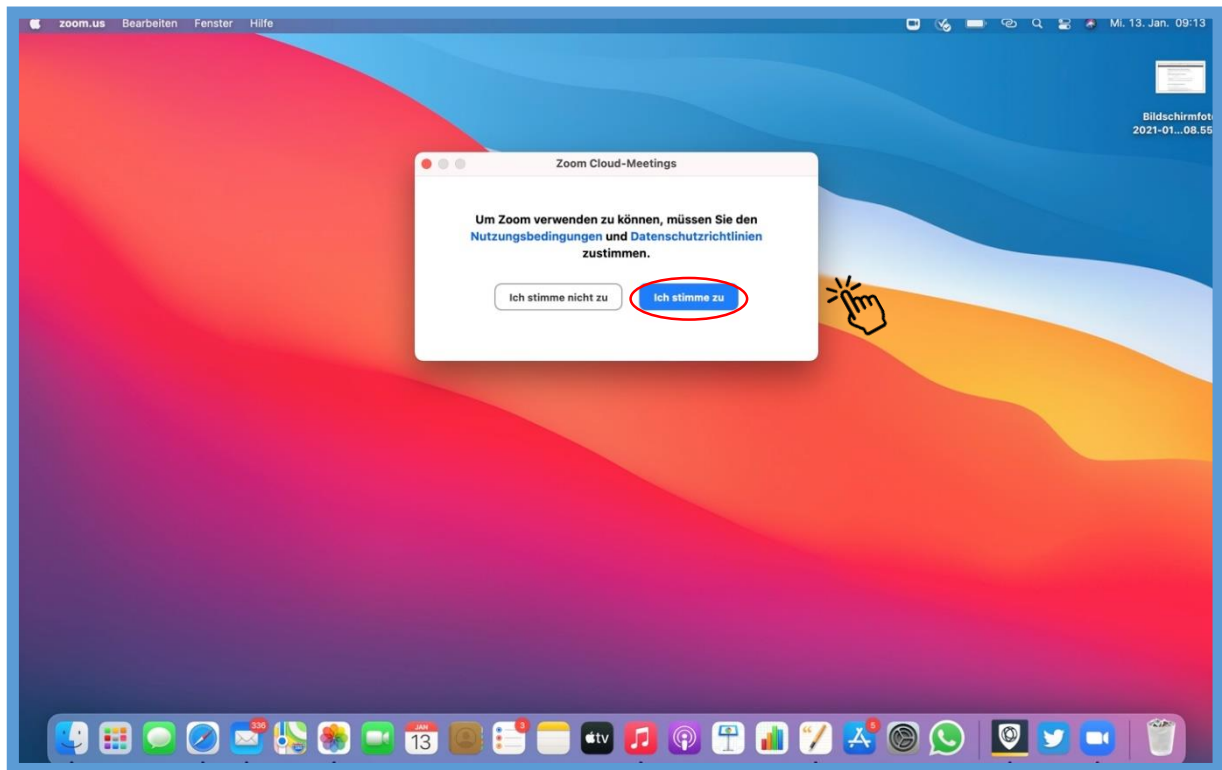 zoom.us Bearbeiten Fenster Hilfe
Mi. 13. Jan. 09:13
Bildschirmfoto
2021-01...08.55
Zoom Cloud-Meetings
Um Zoom verwenden zu können, müssen Sie den
Nutzungsbedingungen und Datenschutzrichtlinien
zustimmen.
Ich stimme nicht zu Ich stimme zu
336
JAN
13
3
tv
5